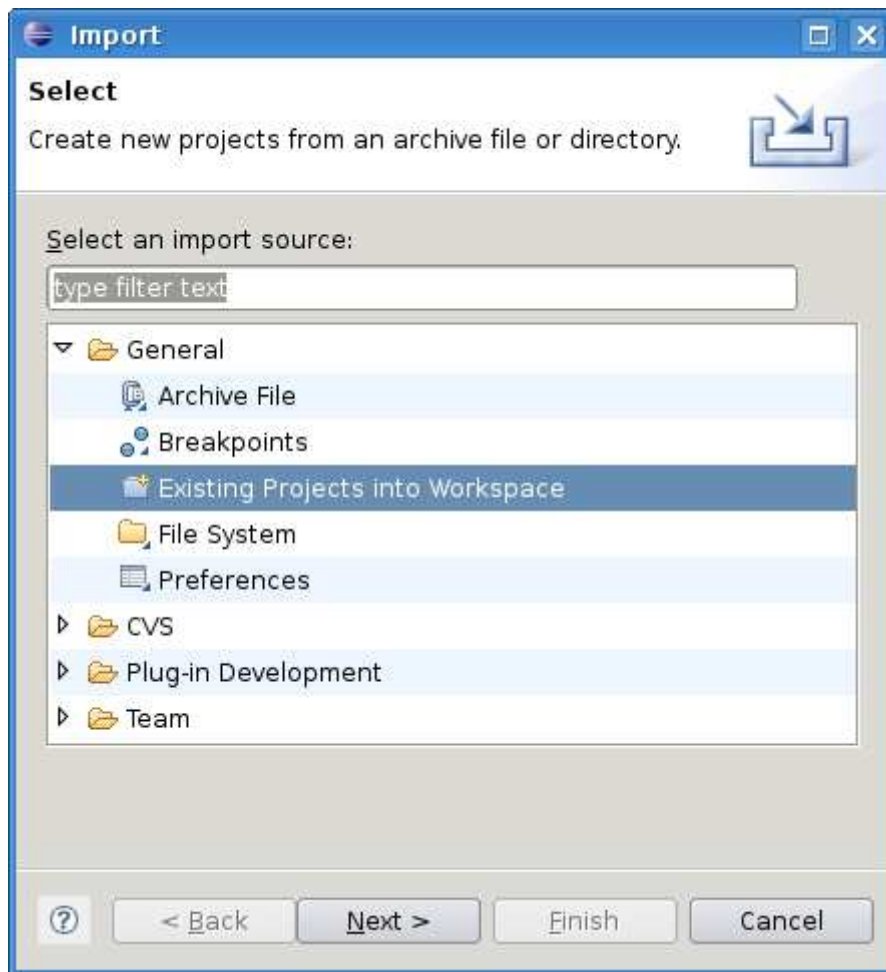 Import
Select
Create new projects from an archive file or directory.
Select an import source:
type filter text
General
Archive File
Breakpoints
Existing Projects into Workspace
File System
Preferences
CVS
Plug-in Development
Team
? < Back Next > Finish Cancel